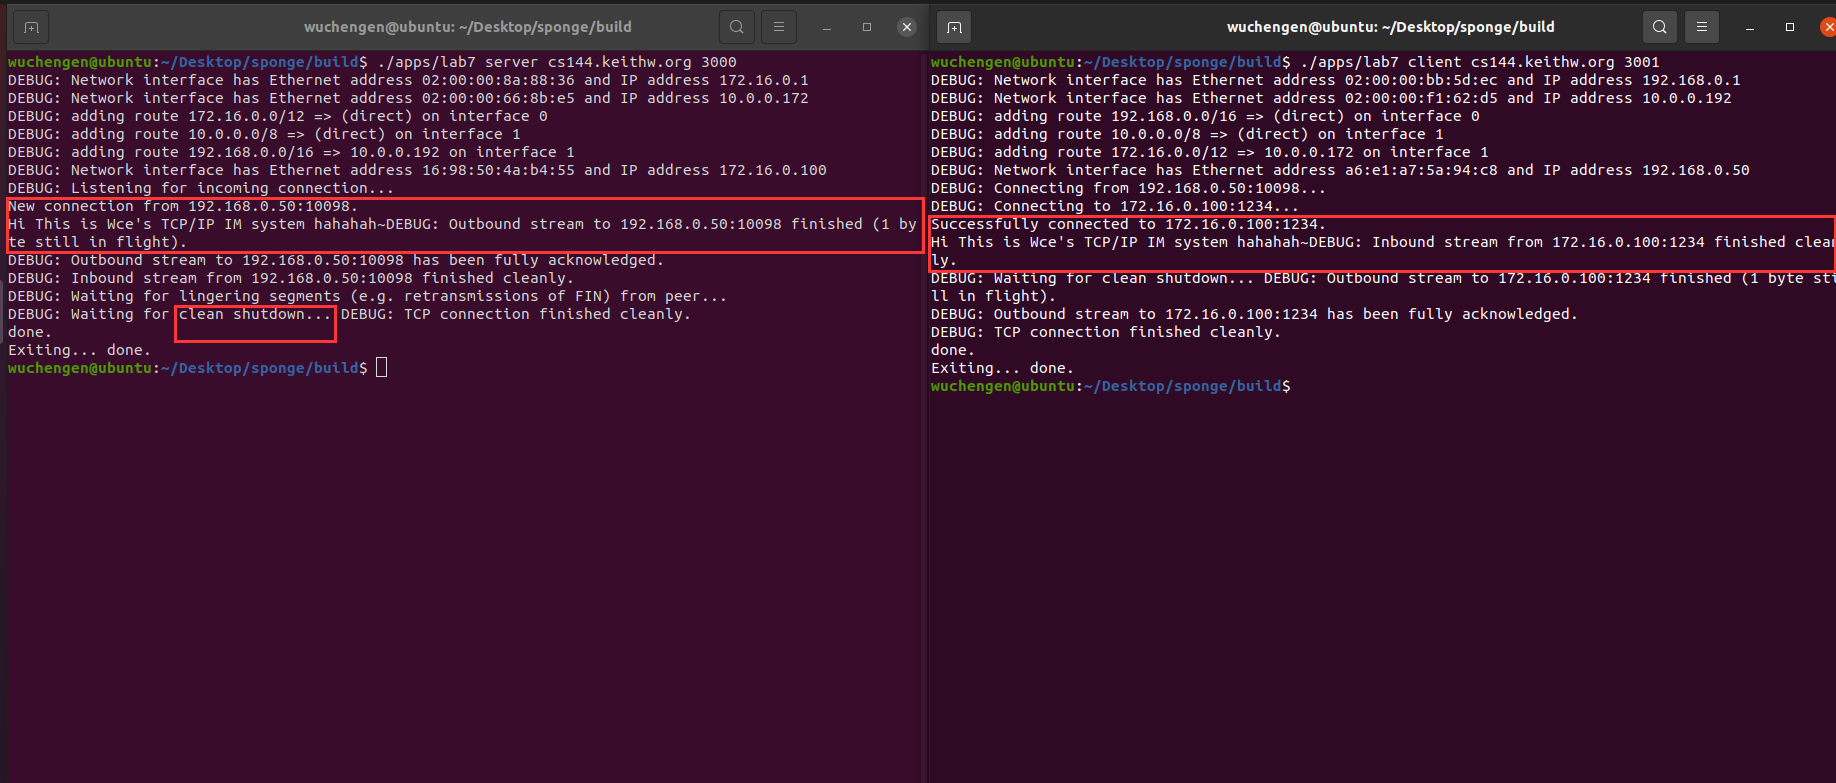 wuchengen@ubuntu: ~/Desktop/sponge/build
wuchengen@ubuntu:~/Desktop/sponge/build$ ./apps/lab7 server cs144.keithw.org 3000
DEBUG: Network interface has Ethernet address 02:00:00:8a:88:36 and IP address 172.16.0.1
DEBUG: Network interface has Ethernet address 02:00:00:66:8b:e5 and IP address 10.0.0.172
DEBUG: adding route 172.16.0.0/12 => (direct) on interface 0
DEBUG: adding route 10.0.0.0/8 => (direct) on interface 1
DEBUG: adding route 192.168.0.0/16 => 10.0.0.192 on interface 1
DEBUG: Network interface has Ethernet address 16:98:50:4a:b4:55 and IP address 172.16.0.100
DEBUG: Listening for incoming connection...
New connection from 192.168.0.50:10098.
Hi This is Wce's TCP/IP IM system hahahah~DEBUG: Outbound stream to 192.168.0.50:10098 finished (1 by
te still in flight).
DEBUG: Outbound stream to 192.168.0.50:10098 has been fully acknowledged.
DEBUG: Inbound stream from 192.168.0.50:10098 finished cleanly.
DEBUG: Waiting for lingering segments (e.g. retransmissions of FIN) from peer...
DEBUG: Waiting for clean shutdown... DEBUG: TCP connection finished cleanly.
done.
Exiting... done.
wuchengen@ubuntu:~/Desktop/sponge/build$
wuchengen@ubuntu: ~/Desktop/sponge/build
wuchengen@ubuntu:~/Desktop/sponge/build$ ./apps/lab7 client cs144.keithw.org 3001
DEBUG: Network interface has Ethernet address 02:00:00:bb:5d:ec and IP address 192.168.0.1
DEBUG: Network interface has Ethernet address 02:00:00:f1:62:d5 and IP address 10.0.0.192
DEBUG: adding route 192.168.0.0/16 => (direct) on interface 0
DEBUG: adding route 10.0.0.0/8 => (direct) on interface 1
DEBUG: adding route 172.16.0.0/12 => 10.0.0.172 on interface 1
DEBUG: Network interface has Ethernet address a6:e1:a7:5a:94:c8 and IP address 192.168.0.50
DEBUG: Connecting from 192.168.0.50:10098...
DEBUG: Connecting to 172.16.0.100:1234...
Successfully connected to 172.16.0.100:1234.
Hi This is Wce's TCP/IP IM system hahahah~DEBUG: Inbound stream from 172.16.0.100:1234 finished clean
ly.
DEBUG: Waiting for clean shutdown... DEBUG: Outbound stream to 172.16.0.100:1234 finished (1 byte sti
ll in flight).
DEBUG: Outbound stream to 172.16.0.100:1234 has been fully acknowledged.
DEBUG: TCP connection finished cleanly.
done.
Exiting... done.
wuchengen@ubuntu:~/Desktop/sponge/build$